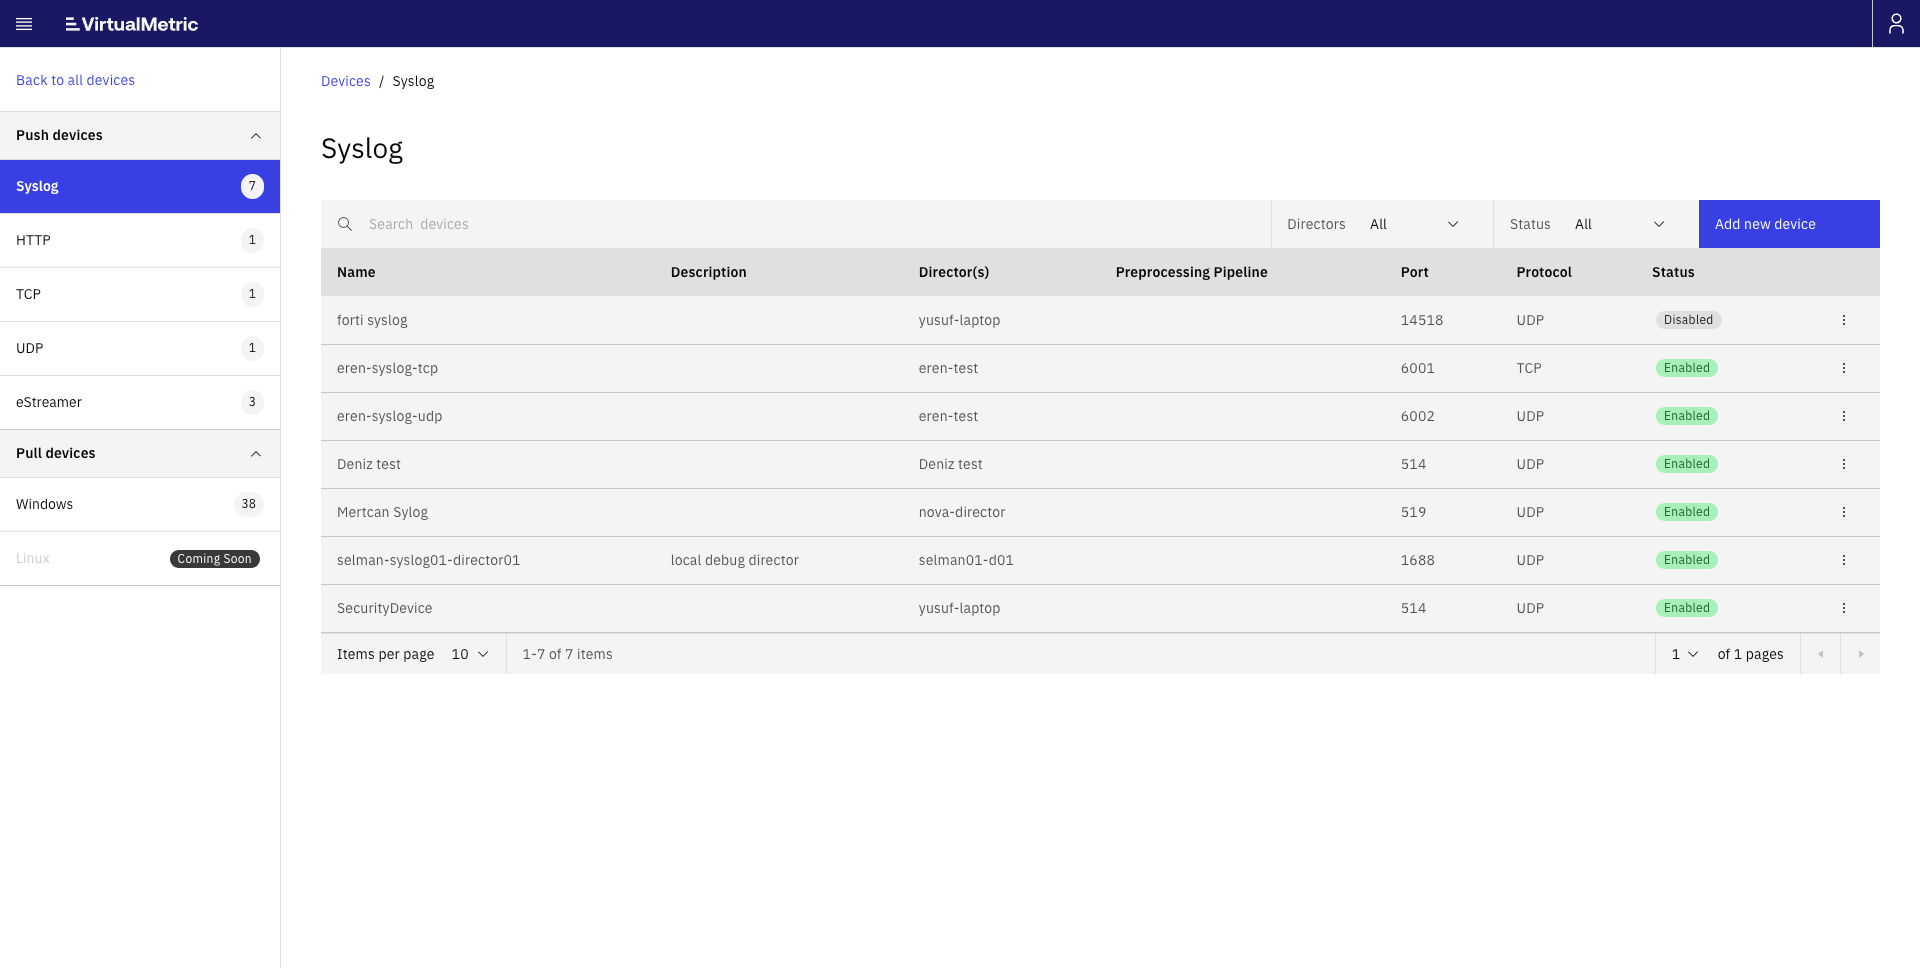 VirtualMetric
Back to all devices
Push devices
Syslog 7
HTTP 1
TCP 1
UDP 1
eStreamer 3
Pull devices
Windows 38
Linux Coming Soon
Devices / Syslog
Syslog
Search devices Directors All Status All Add new device
Name Description Director(s) Preprocessing Pipeline Port Protocol Status
forti syslog yusuf-laptop 14518 UDP Disabled
eren-syslog-tcp eren-test 6001 TCP Enabled
eren-syslog-udp eren-test 6002 UDP Enabled
Deniz test Deniz test 514 UDP Enabled
Mertcan Sylog nova-director 519 UDP Enabled
selman-syslog01-director01 local debug director selman01-d01 1688 UDP Enabled
SecurityDevice yusuf-laptop 514 UDP Enabled
Items per page 10 1-7 of 7 items 1 of 1 pages